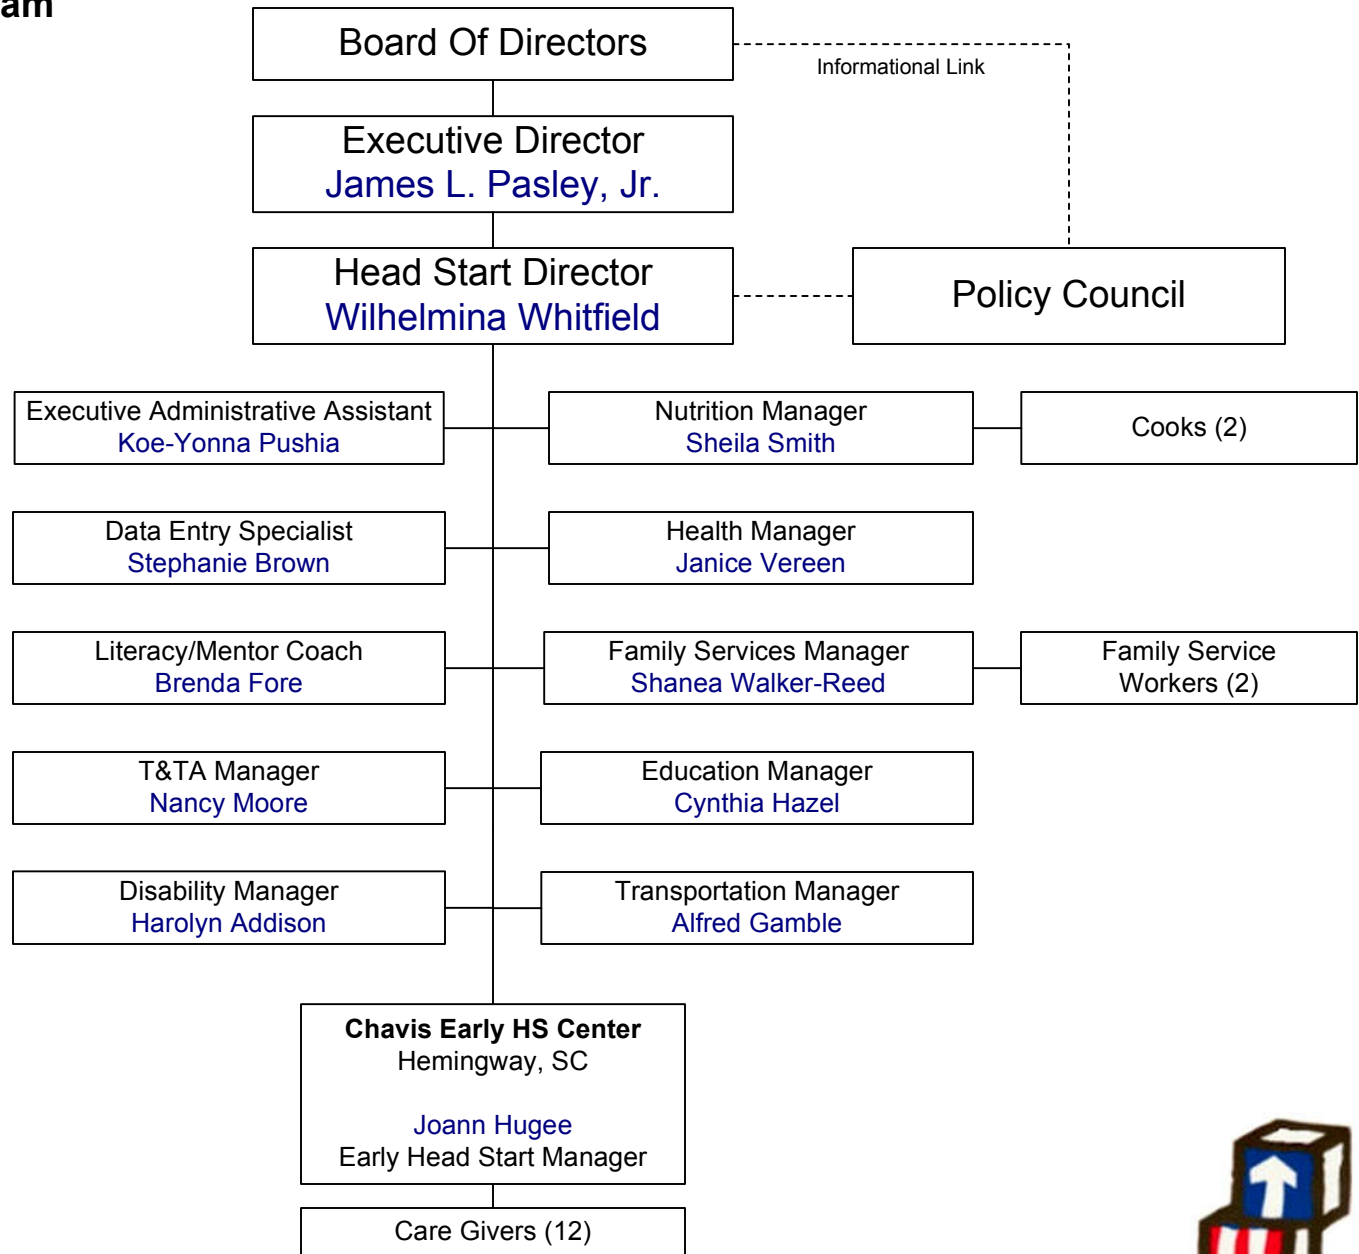 am
Board Of Directors
Informational Link
Executive Director
James L. Pasley, Jr.
Head Start Director
Wilhelmina Whitfield
Policy Council
Executive Administrative Assistant
Koe-Yonna Pushia
Nutrition Manager
Sheila Smith
Cooks (2)
Data Entry Specialist
Stephanie Brown
Health Manager
Janice Vereen
Literacy/Mentor Coach
Brenda Fore
Family Services Manager
Shanea Walker-Reed
Family Service
Workers (2)
T&TA Manager
Nancy Moore
Education Manager
Cynthia Hazel
Disability Manager
Harolyn Addison
Transportation Manager
Alfred Gamble
Chavis Early HS Center
Hemingway, SC
Joann Hugee
Early Head Start Manager
Care Givers (12)